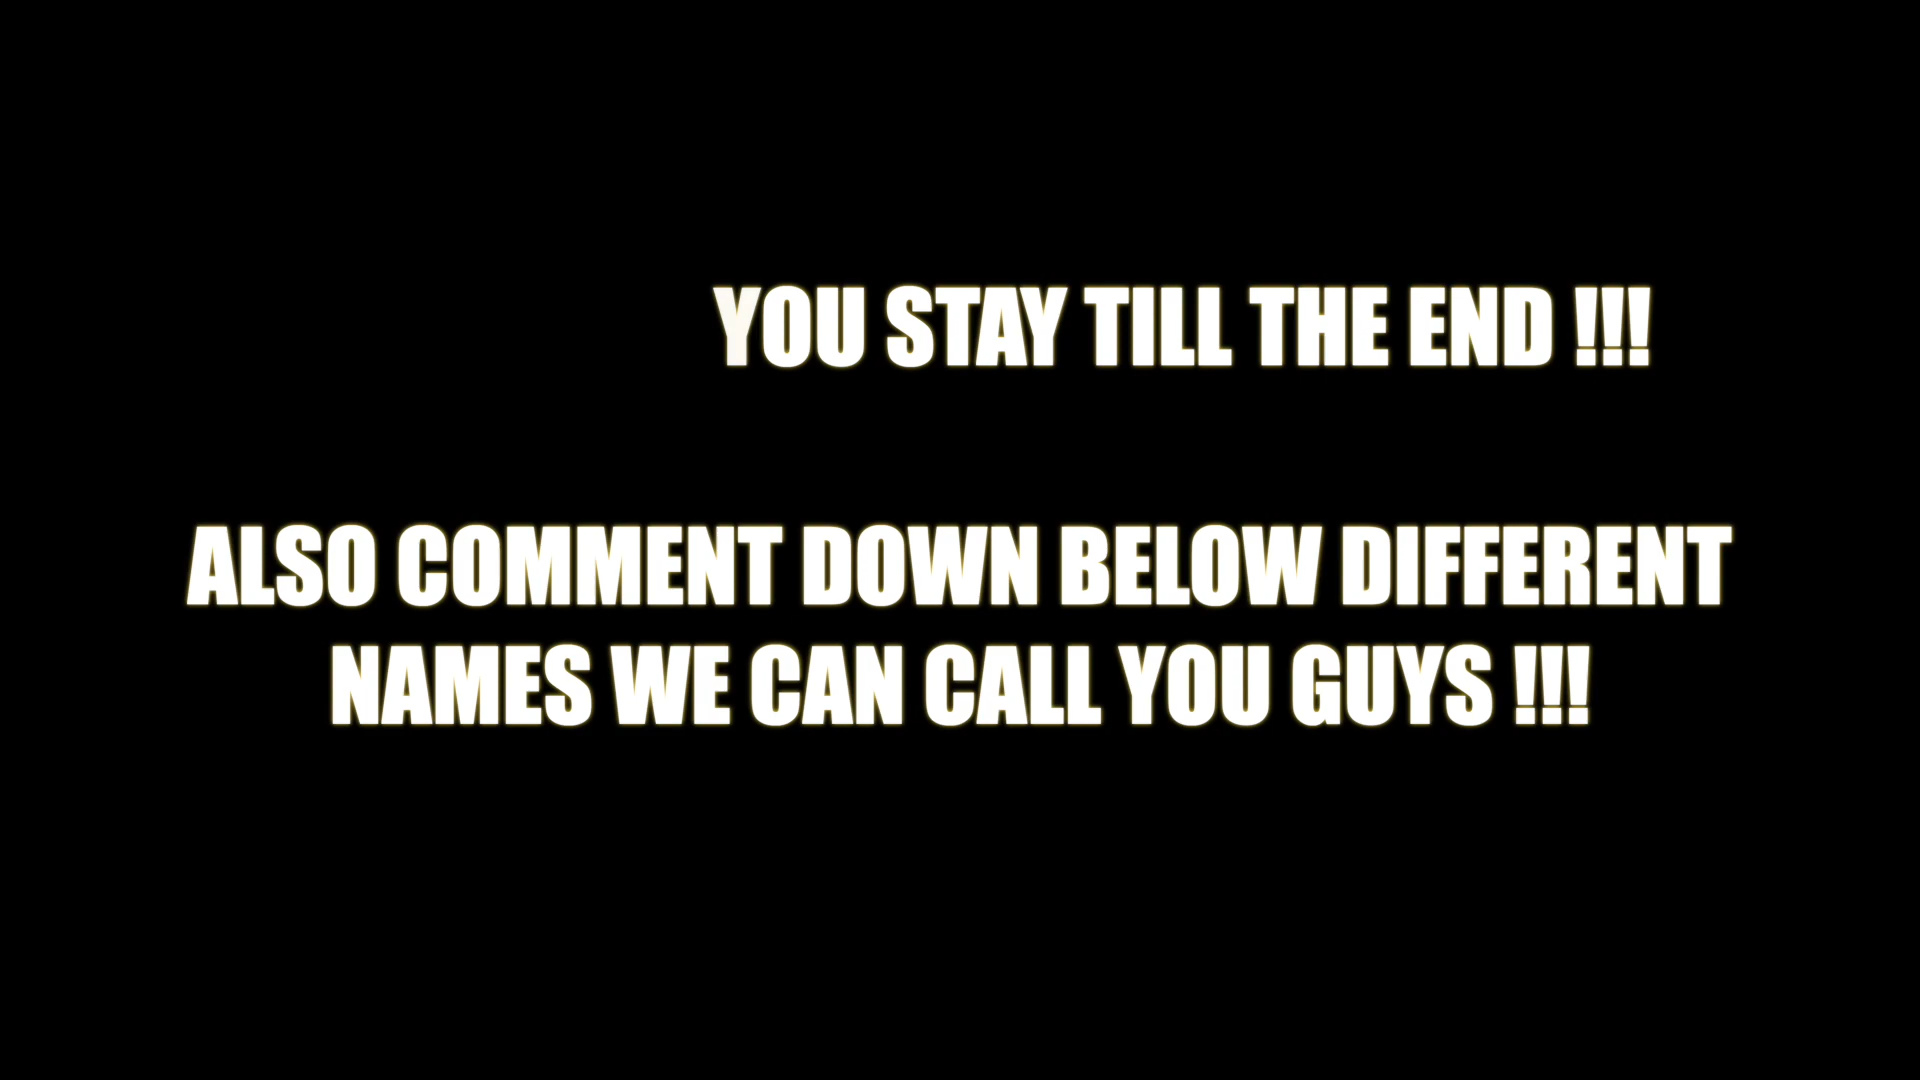 YOU STAY TILL THE END !!!
ALSO COMMENT DOWN BELOW DIFFERENT
NAMES WE CAN CALL YOU GUYS !!!